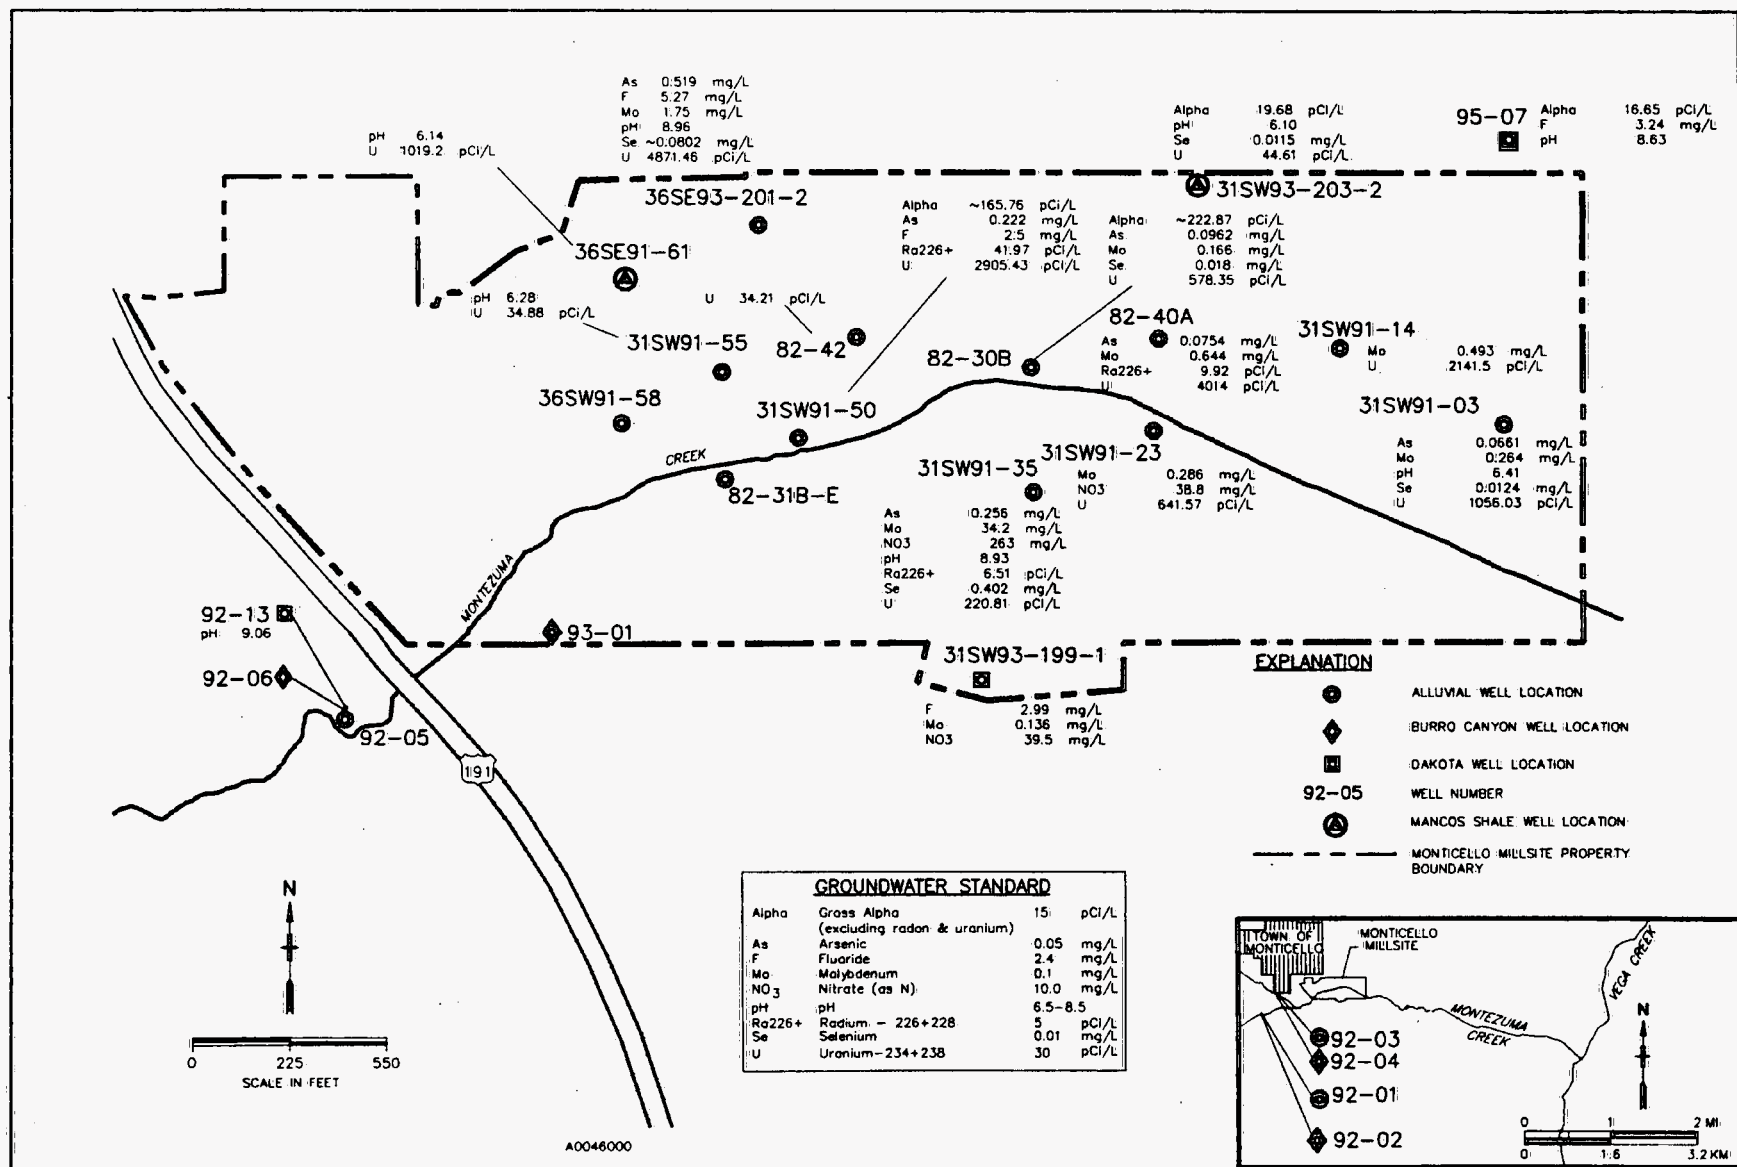 As 0.519 mg/L
F 5.27 mg/L
Mo 1.75 mg/L
pH 8.96
Se ~0.0802 mg/L
U 4871.46 pCi/L
pH 6.14
U 1019.2 pCi/L
Alpha 19.68 pCi/L
pH 6.10
Se 0.0115 mg/L
U 44.61 pCi/L
95-07
Alpha 16.65 pCi/L
F 3.24 mg/L
pH 8.63
36SE93-201-2
31SW93-203-2
Alpha ~165.76 pCi/L
As 0.222 mg/L
F 2.5 mg/L
Ra226+ 41.97 pCi/L
U 2905.43 pCi/L
Alpha ~222.87 pCi/L
As 0.0962 mg/L
Mo 0.166 mg/L
Se 0.018 mg/L
U 578.35 pCi/L
36SE91-61
pH 6.28
U 34.88 pCi/L
U 34.21 pCi/L
31SW91-55
82-42
82-30B
82-40A
As 0.0754 mg/L
Mo 0.644 mg/L
Ra226+ 9.92 pCi/L
U 4014 pCi/L
31SW91-14
Mo 0.493 mg/L
U 2141.5 pCi/L
36SW91-58
31SW91-50
31SW91-03
As 0.0661 mg/L
Mo 0.264 mg/L
pH 6.41
Se 0.0124 mg/L
U 1056.03 pCi/L
CREEK
82-31B-E
31SW91-35
31SW91-23
Mo 0.286 mg/L
NO3 38.8 mg/L
U 641.57 pCi/L
As 0.256 mg/L
Mo 34.2 mg/L
NO3 263 mg/L
pH 8.93
Ra226+ 6.51 pCi/L
Se 0.402 mg/L
U 220.81 pCi/L
MONTEZUMA
92-13
pH 9.06
93-01
92-06
92-05
191
31SW93-199-1
F 2.99 mg/L
Mo 0.136 mg/L
NO3 39.5 mg/L
EXPLANATION
ALLUVIAL WELL LOCATION
BURRO CANYON WELL LOCATION
DAKOTA WELL LOCATION
92-05 WELL NUMBER
MANCOS SHALE WELL LOCATION
MONTICELLO MILLSITE PROPERTY
BOUNDARY
N
0 225 550
SCALE IN FEET
GROUNDWATER STANDARD
Alpha Gross Alpha 15 pCi/L
(excluding radon & uranium)
As Arsenic 0.05 mg/L
F Fluoride 2.4 mg/L
Mo Molybdenum 0.1 mg/L
NO3 Nitrate (as N) 10.0 mg/L
pH pH 6.5-8.5
Ra226+ Radium - 226+228 5 pCi/L
Se Selenium 0.01 mg/L
U Uranium-234+238 30 pCi/L
TOWN OF
MONTICELLO
MONTICELLO
MILLSITE
VEGA CREEK
MONTEZUMA
CREEK
N
92-03
92-04
92-01
92-02
0 1 2 MI
0 1.6 3.2 KM
A0046000